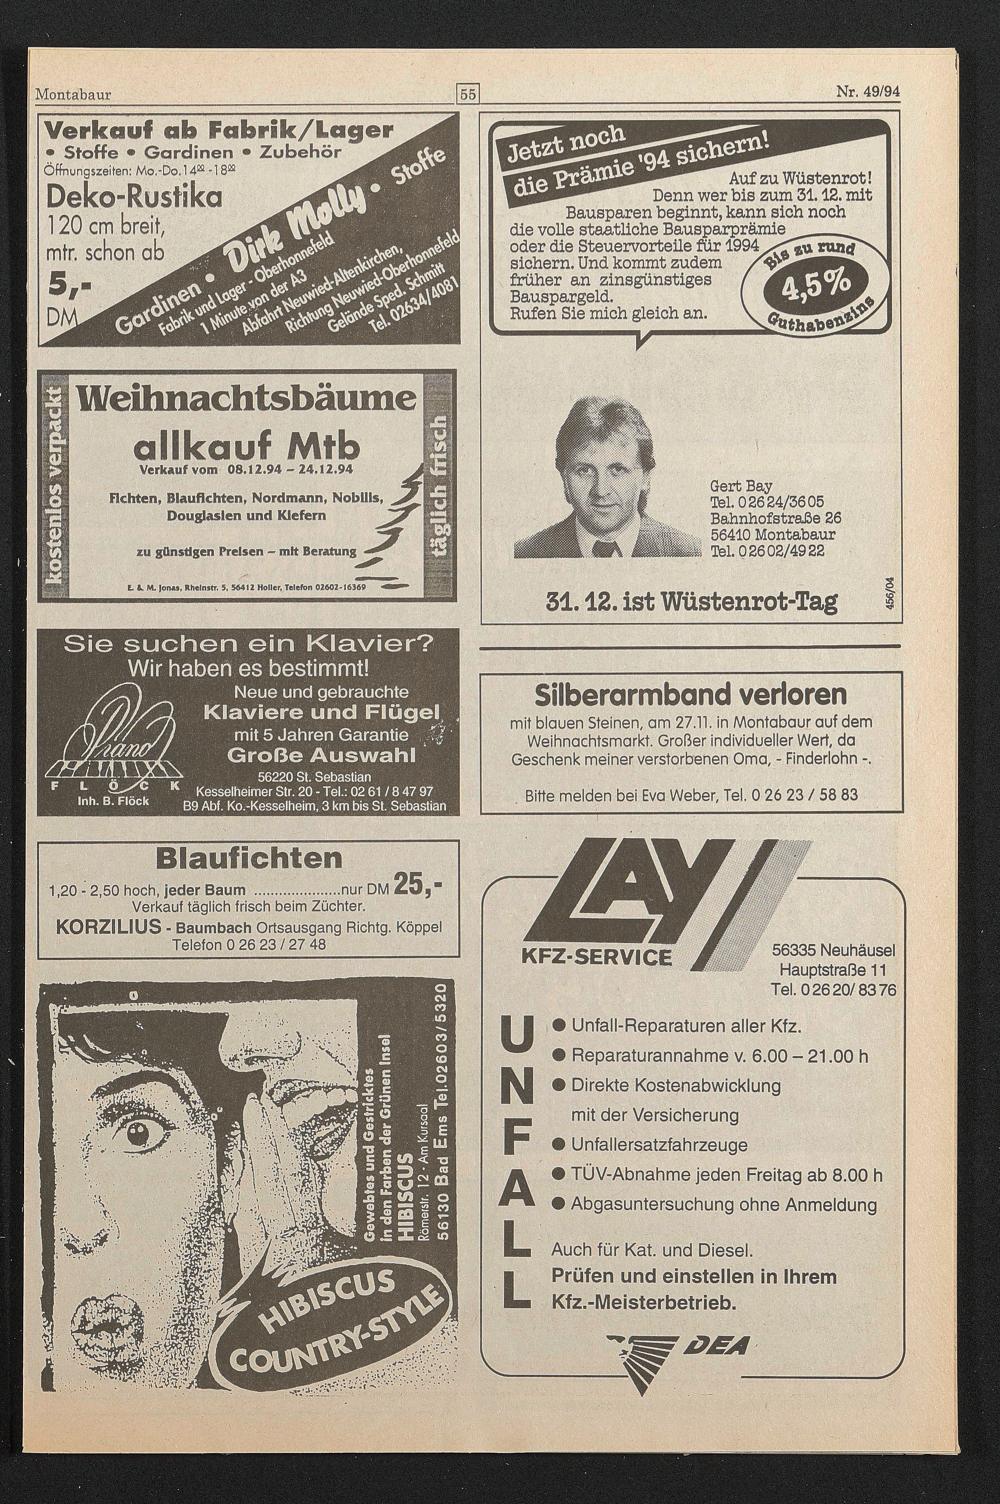 Montabaur
55
Nr. 49/94
Verkauf ab Fabrik/Lager
• Stoffe • Gardinen • Zubehör
Öffnungszeiten: Mo.-Do. 14⁰⁰ -18⁰⁰
Deko-Rustika
120 cm breit,
mtr. schon ab
5,-
DM
Gardinen • Dirk Molly • Stoffe
Fabrik und Lager - Oberhonnefeld
1 Minute von der A3
Abfahrt Neuwied-Altenkirchen,
Richtung Neuwied-Oberhonnefeld
Gelände Sped. Schmitt
Tel. 02634/4081
kostenlos verpackt
Weihnachtsbäume
allkauf Mtb
Verkauf vom 08.12.94 – 24.12.94
Fichten, Blaufichten, Nordmann, Nobilis,
Douglasien und Kiefern
zu günstigen Preisen – mit Beratung
E. & M. Jonas, Rheinstr. 5, 56412 Holler, Telefon 02602-16369
täglich frisch
Sie suchen ein Klavier?
Wir haben es bestimmt!
Neue und gebrauchte
Klaviere und Flügel
mit 5 Jahren Garantie
Große Auswahl
56220 St. Sebastian
Kesselheimer Str. 20 - Tel.: 02 61 / 8 47 97
B9 Abf. Ko.-Kesselheim, 3 km bis St. Sebastian
Piano
FLÖCK
Inh. B. Flöck
Blaufichten
1,20 - 2,50 hoch, jeder Baum .....................nur DM 25,-
Verkauf täglich frisch beim Züchter.
KORZILIUS - Baumbach Ortsausgang Richtg. Köppel
Telefon 0 26 23 / 27 48
Gewebtes und Gestricktes
in den Farben der Grünen Insel
HIBISCUS
Römerstr. 12 · Am Kursaal
56130 Bad Ems Tel.02603/5320
HIBISCUS
COUNTRY-STYLE
Jetzt noch
die Prämie '94 sichern!
Auf zu Wüstenrot!
Denn wer bis zum 31. 12. mit
Bausparen beginnt, kann sich noch
die volle staatliche Bausparprämie
oder die Steuervorteile für 1994
sichern. Und kommt zudem
früher an zinsgünstiges
Bauspargeld.
Rufen Sie mich gleich an.
Bis zu rund
4,5%
Guthabenzins
Gert Bay
Tel. 02624/3605
Bahnhofstraße 26
56410 Montabaur
Tel. 02602/4922
456/04
31. 12. ist Wüstenrot-Tag
Silberarmband verloren
mit blauen Steinen, am 27.11. in Montabaur auf dem
Weihnachtsmarkt. Großer individueller Wert, da
Geschenk meiner verstorbenen Oma, - Finderlohn -.
Bitte melden bei Eva Weber, Tel. 0 26 23 / 58 83
LAY
KFZ-SERVICE
56335 Neuhäusel
Hauptstraße 11
Tel. 02620/8376
UNFALL
● Unfall-Reparaturen aller Kfz.
● Reparaturannahme v. 6.00 – 21.00 h
● Direkte Kostenabwicklung
mit der Versicherung
● Unfallersatzfahrzeuge
● TÜV-Abnahme jeden Freitag ab 8.00 h
● Abgasuntersuchung ohne Anmeldung
Auch für Kat. und Diesel.
Prüfen und einstellen in Ihrem
Kfz.-Meisterbetrieb.
DEA